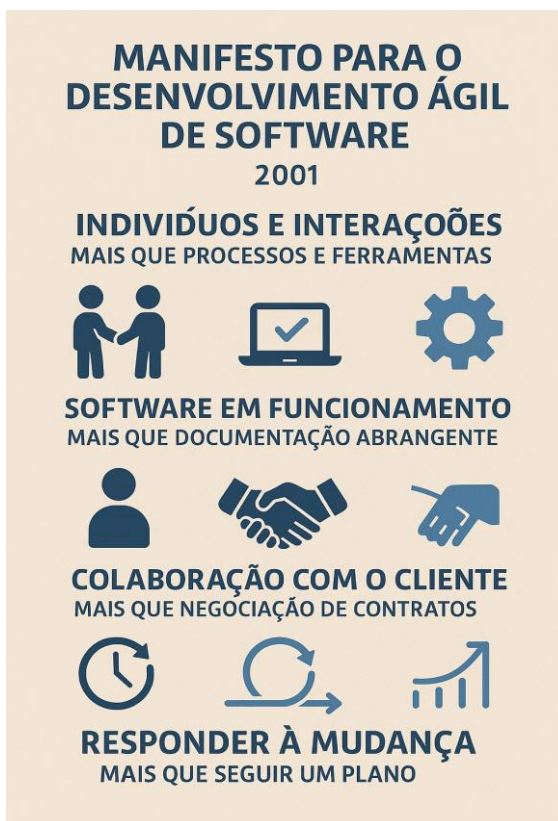 MANIFESTO PARA O
DESENVOLVIMENTO ÁGIL
DE SOFTWARE
2001
INDIVIDUOS E INTERAÇOÕES
MAIS QUE PROCESSOS E FERRAMENTAS
SOFTWARE EM FUNCIONAMENTO
MAIS QUE DOCUMENTAÇÃO ABRANGENTE
COLABORAÇÃO COM O CLIENTE
MAIS QUE NEGOCIAÇÃO DE CONTRATOS
RESPONDER À MUDANÇA
MAIS QUE SEGUIR UM PLANO